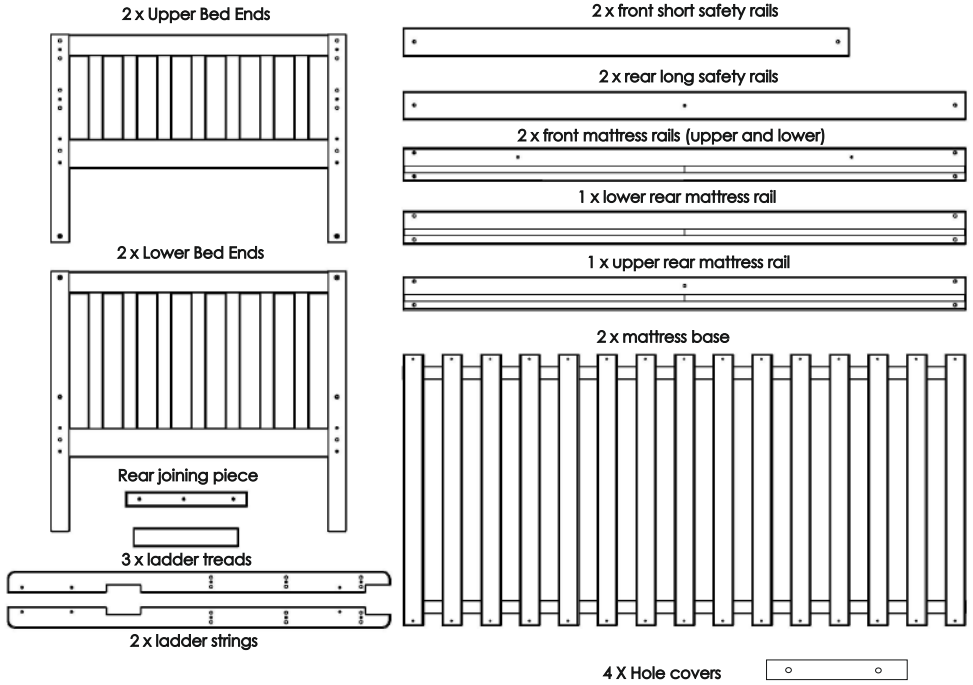 2 x Upper Bed Ends
2 x Lower Bed Ends
Rear joining piece
3 x ladder treads
2 x ladder strings
2 x front short safety rails
2 x rear long safety rails
2 x front mattress rails (upper and lower)
1 x lower rear mattress rail
1 x upper rear mattress rail
2 x mattress base
4 X Hole covers